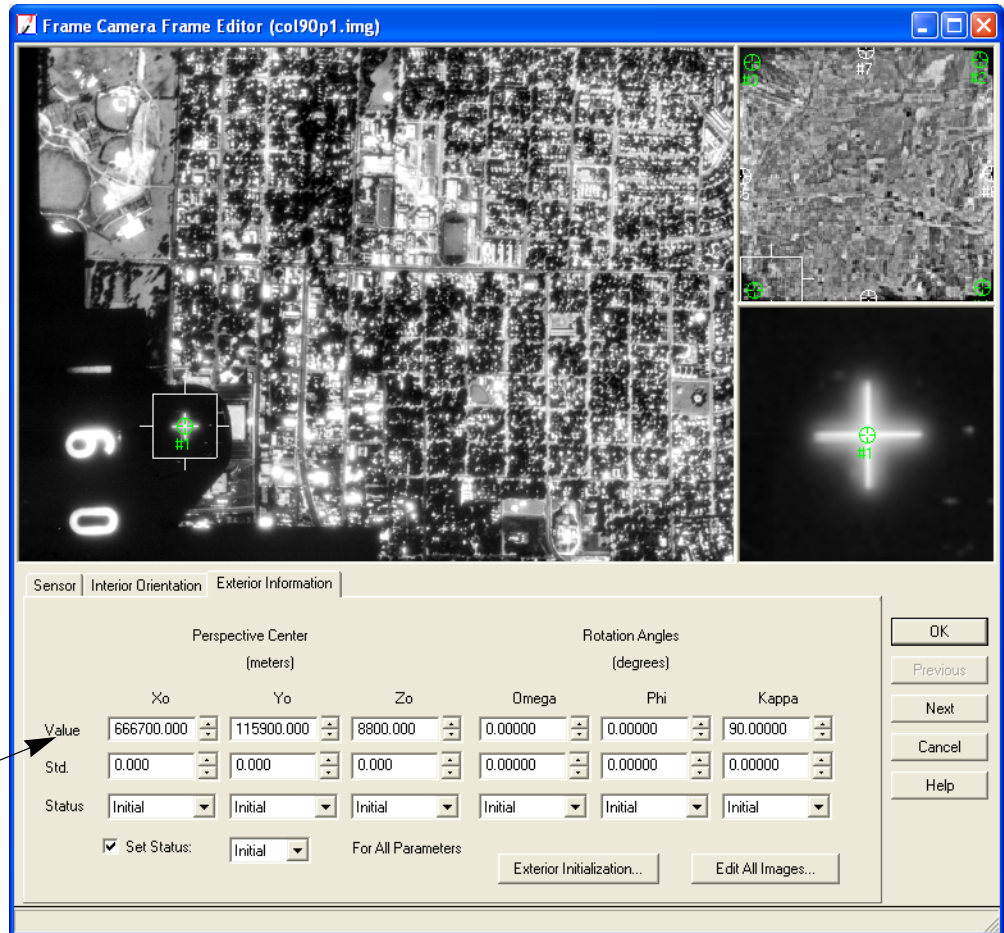 Frame Camera Frame Editor (col90p1.img)
#7
#1
#1
090
Sensor
Interior Orientation
Exterior Information
Perspective Center
(meters)
Rotation Angles
(degrees)
Xo Yo Zo Omega Phi Kappa
Value 666700.000 115900.000 8800.000 0.00000 0.00000 90.00000
Std. 0.000 0.000 0.000 0.00000 0.00000 0.00000
Status Initial Initial Initial Initial Initial Initial
Set Status: Initial For All Parameters
Exterior Initialization...
Edit All Images...
OK
Previous
Next
Cancel
Help